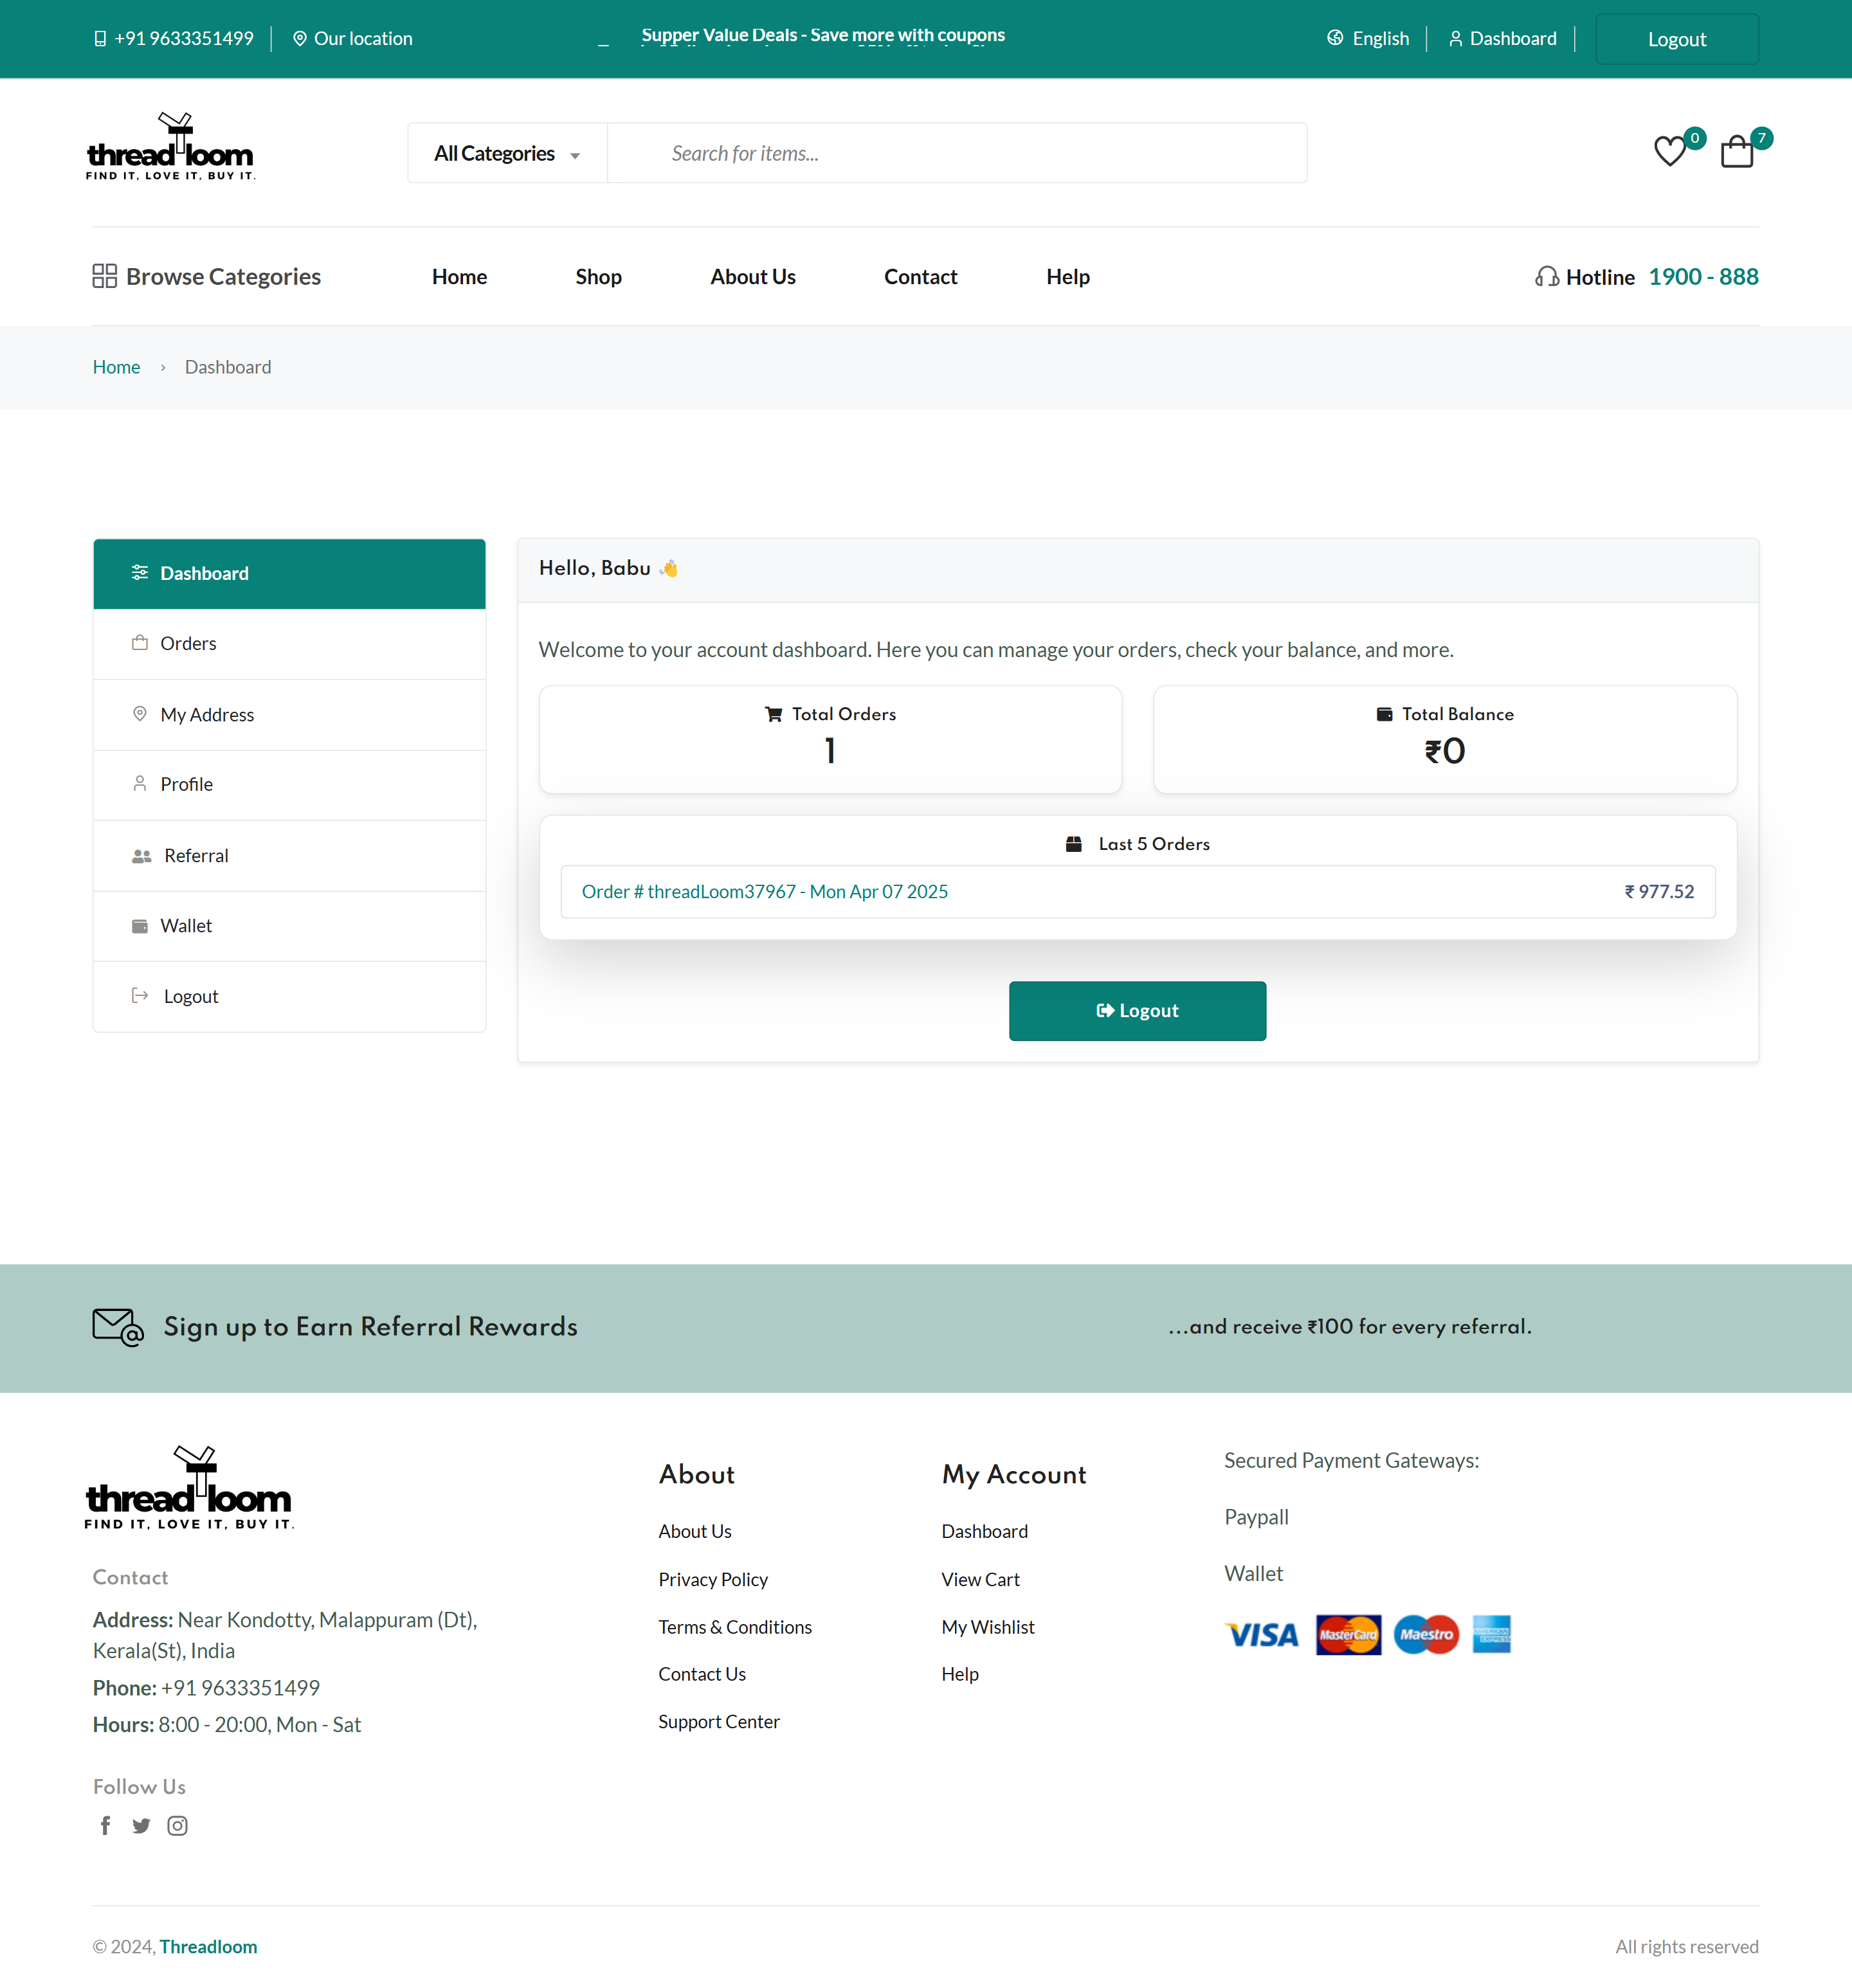 +91 9633351499
Our location
Supper Value Deals - Save more with coupons
English
Dashboard
Logout
threadloom
FIND IT, LOVE IT, BUY IT.
All Categories
Search for items...
0
7
Browse Categories
Home
Shop
About Us
Contact
Help
Hotline 1900 - 888
Home › Dashboard
Dashboard
Orders
My Address
Profile
Referral
Wallet
Logout
Hello, Babu 👋
Welcome to your account dashboard. Here you can manage your orders, check your balance, and more.
Total Orders
1
Total Balance
₹0
Last 5 Orders
Order # threadLoom37967 - Mon Apr 07 2025
₹ 977.52
Logout
Sign up to Earn Referral Rewards
...and receive ₹100 for every referral.
threadloom
FIND IT, LOVE IT, BUY IT.
Contact
Address: Near Kondotty, Malappuram (Dt),
Kerala(St), India
Phone: +91 9633351499
Hours: 8:00 - 20:00, Mon - Sat
Follow Us
About
About Us
Privacy Policy
Terms & Conditions
Contact Us
Support Center
My Account
Dashboard
View Cart
My Wishlist
Help
Secured Payment Gateways:
Paypall
Wallet
VISA
MasterCard
Maestro
AMERICAN EXPRESS
© 2024, Threadloom
All rights reserved